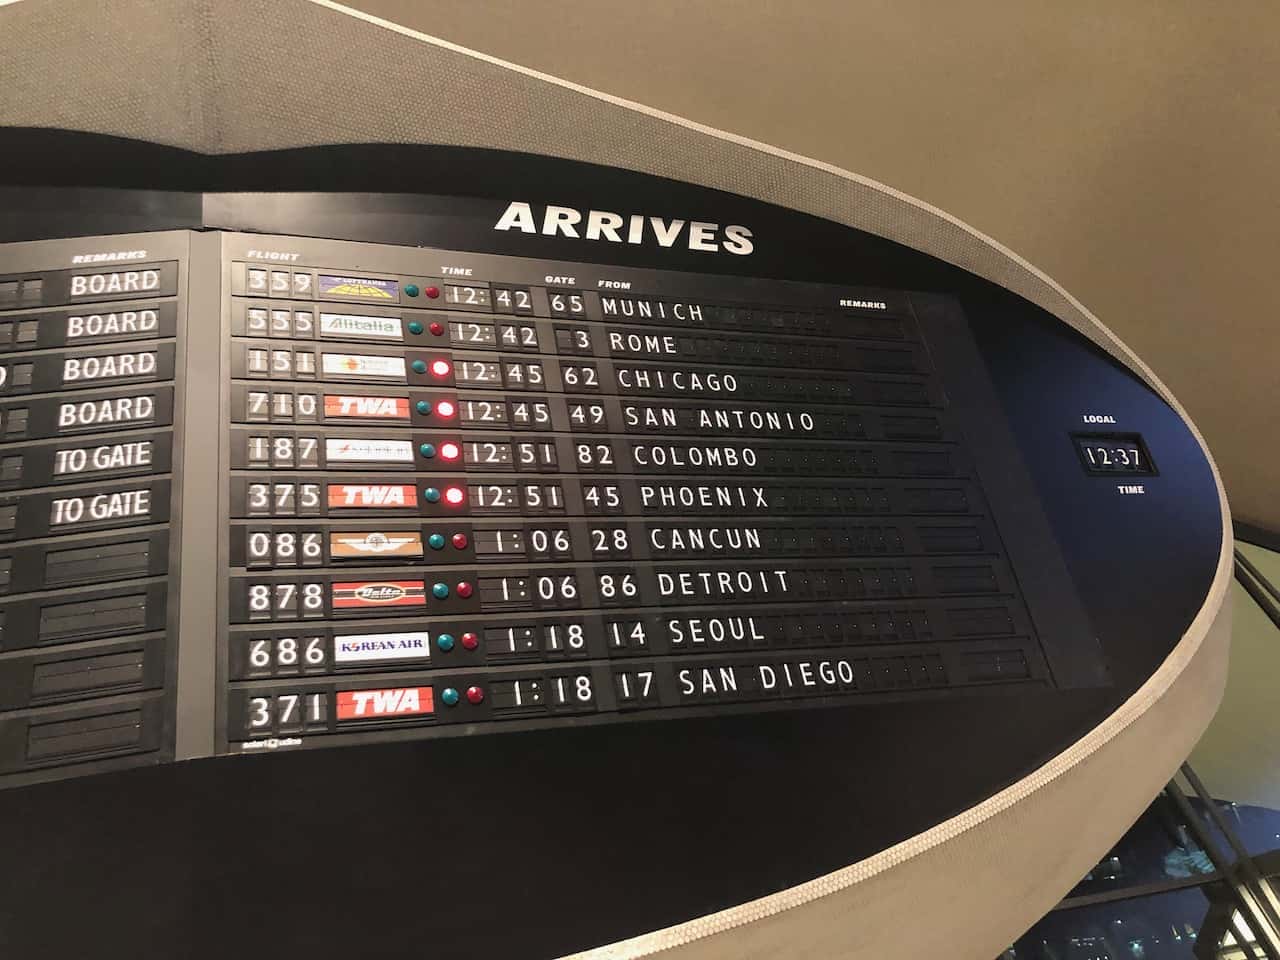 ARRIVES
REMARKS
BOARD
BOARD
BOARD
BOARD
TO GATE
TO GATE
FLIGHT TIME GATE FROM REMARKS
359 LUFTHANSA 12:42 65 MUNICH
555 Alitalia 12:42 3 ROME
151 12:45 62 CHICAGO
710 TWA 12:45 49 SAN ANTONIO
187 12:51 82 COLOMBO
375 TWA 12:51 45 PHOENIX
086 1:06 28 CANCUN
878 Delta 1:06 86 DETROIT
686 KOREAN AIR 1:18 14 SEOUL
371 TWA 1:18 17 SAN DIEGO
solari udine
LOCAL
12:37
TIME